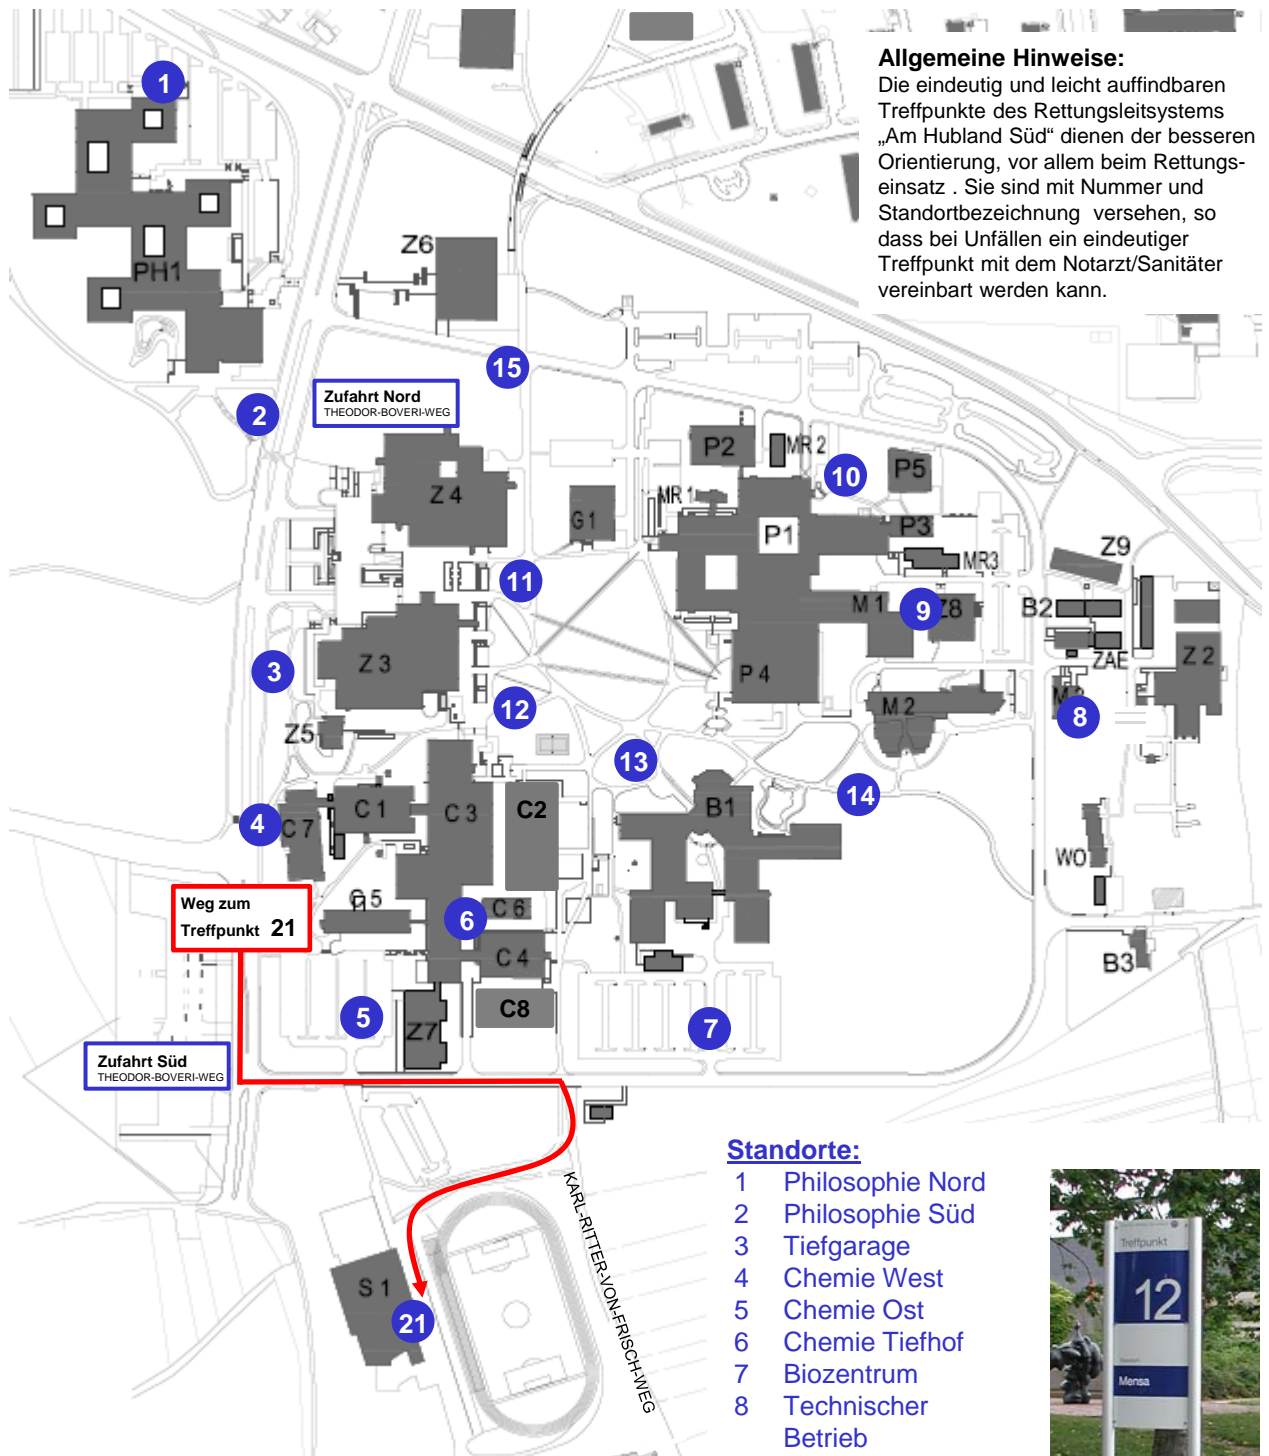 Allgemeine Hinweise:
Die eindeutig und leicht auffindbaren
Treffpunkte des Rettungsleitsystems
„Am Hubland Süd“ dienen der besseren
Orientierung, vor allem beim Rettungs-
einsatz . Sie sind mit Nummer und
Standortbezeichnung versehen, so
dass bei Unfällen ein eindeutiger
Treffpunkt mit dem Notarzt/Sanitäter
vereinbart werden kann.
1
PH1
Z6
15
2
Zufahrt Nord
THEODOR-BOVERI-WEG
Z 4
G 1
P2
MR 2
10
P5
MR 1
P1
P3
MR3
Z9
11
M 1
9
Z8
B2
ZAE
Z 2
3
Z 3
P 4
12
M 2
8
Z5
13
14
4
C 7
C 1
C 3
C2
B1
WO
Weg zum
Treffpunkt 21
6
C 6
C 4
B3
5
Z7
C8
7
Zufahrt Süd
THEODOR-BOVERI-WEG
KARL-RITTER-VON-FRISCH-WEG
S 1
21
Standorte:
1 Philosophie Nord
2 Philosophie Süd
3 Tiefgarage
4 Chemie West
5 Chemie Ost
6 Chemie Tiefhof
7 Biozentrum
8 Technischer
Betrieb
Treffpunkt
12
Mensa